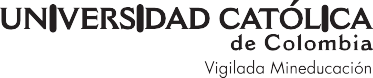 UNIVERSIDAD CATÓLICA
de Colombia
Vigilada Mineducación